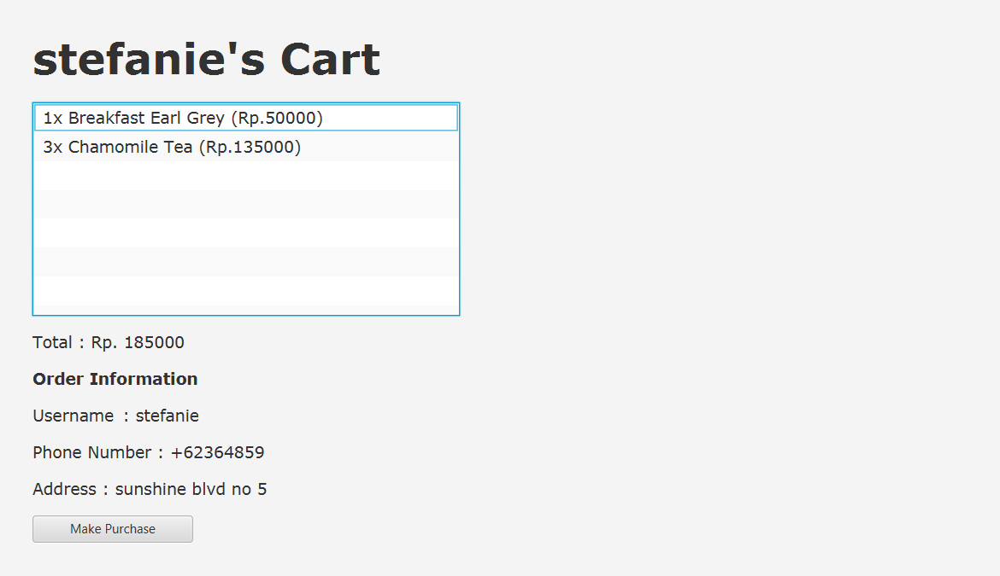 stefanie's Cart
1x Breakfast Earl Grey (Rp.50000)
3x Chamomile Tea (Rp.135000)
Total : Rp. 185000
Order Information
Username  : stefanie
Phone Number : +62364859
Address : sunshine blvd no 5
Make Purchase